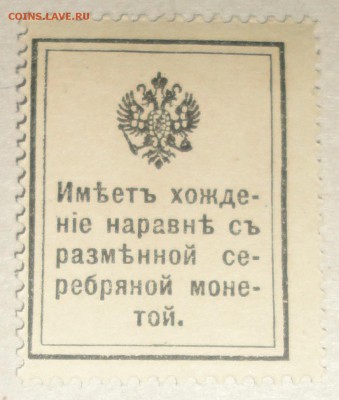 COINS.LAVE.RU
Имѣетъ хожде-
ніе наравнѣ съ
размѣнной се-
ребряной моне-
той.